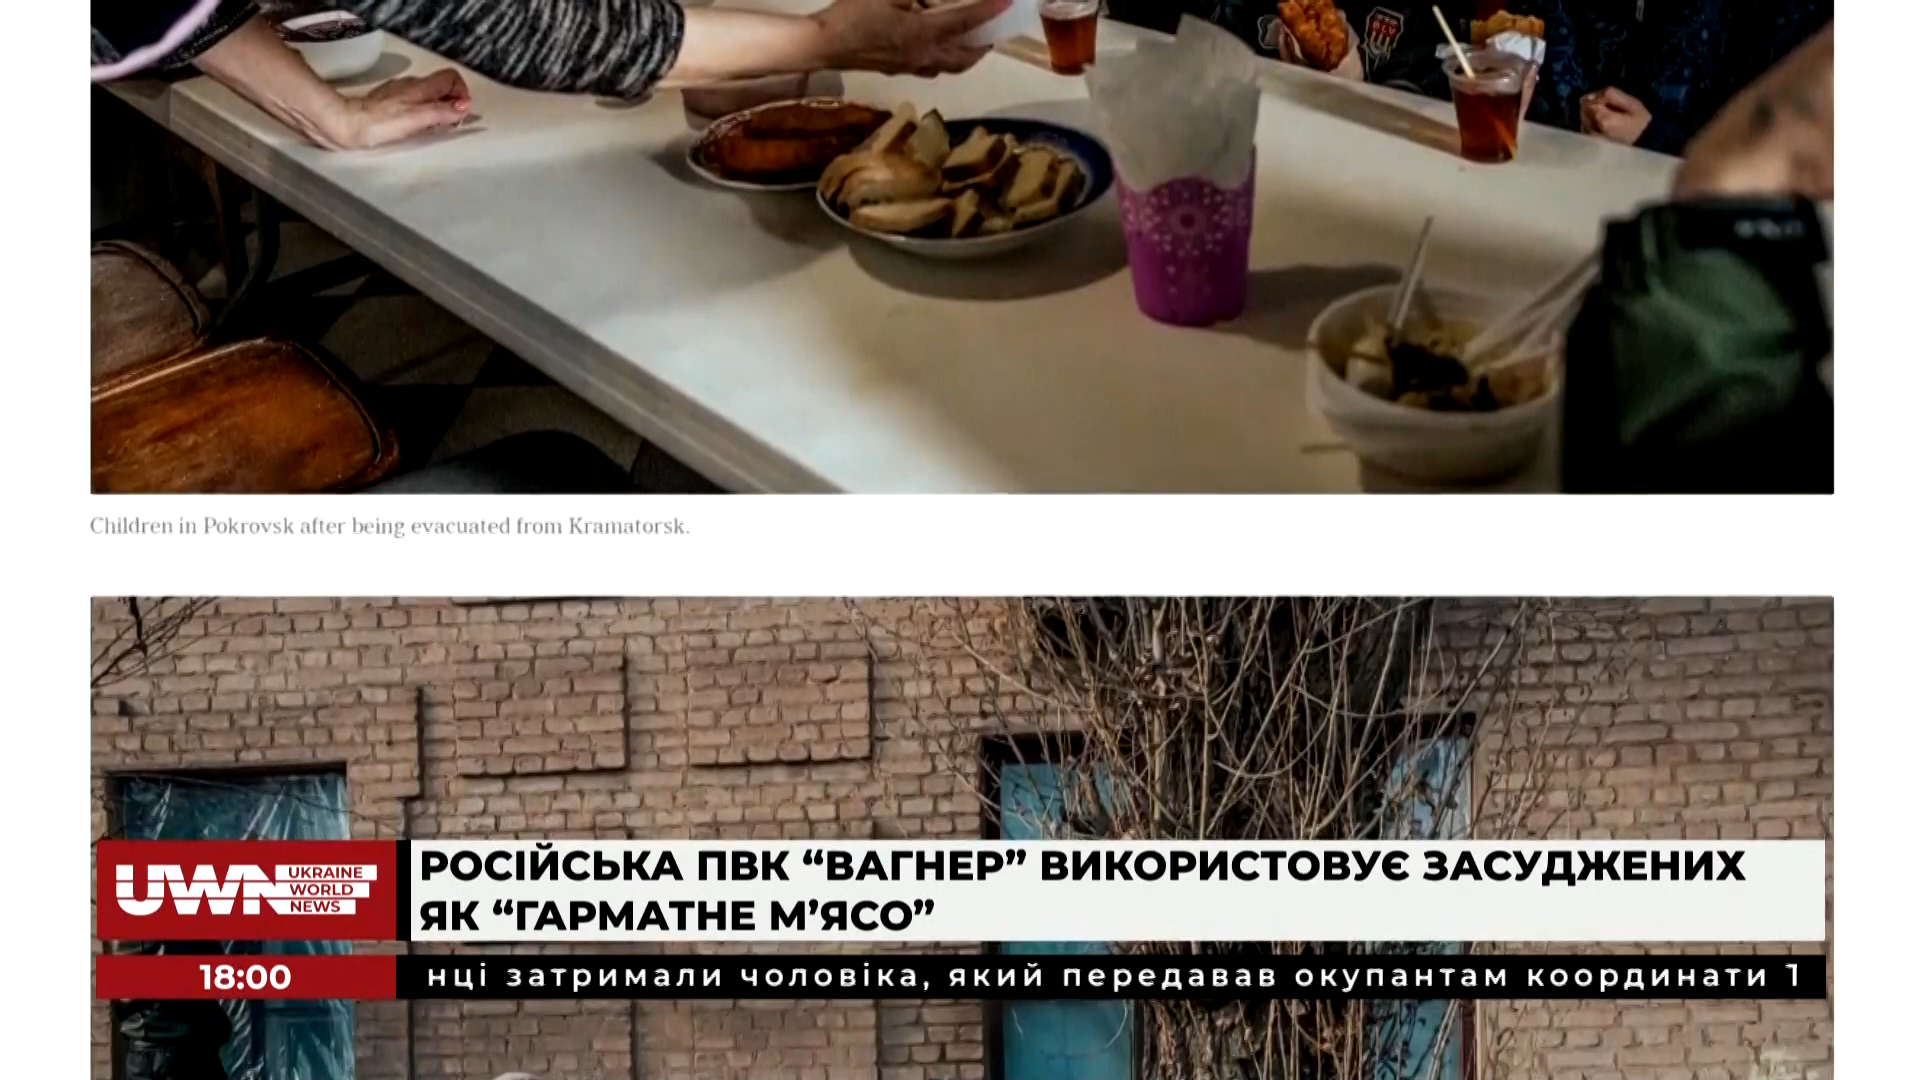 Children in Pokrovsk after being evacuated from Kramatorsk.
UWN UKRAINE
WORLD
NEWS
РОСІЙСЬКА ПВК “ВАГНЕР” ВИКОРИСТОВУЄ ЗАСУДЖЕНИХ
ЯК “ГАРМАТНЕ М’ЯСО”
18:00
нці затримали чоловіка, який передавав окупантам координати